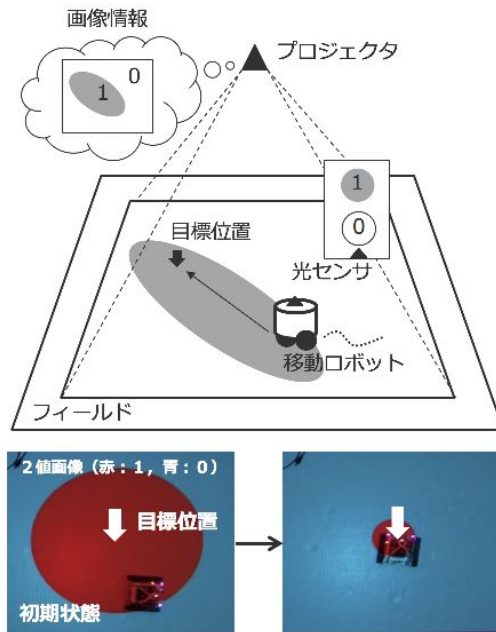 画像情報
0
1
プロジェクタ
1
0
光センサ
目標位置
移動ロボット
フィールド
2値画像（赤：1，青：0）
目標位置
初期状態